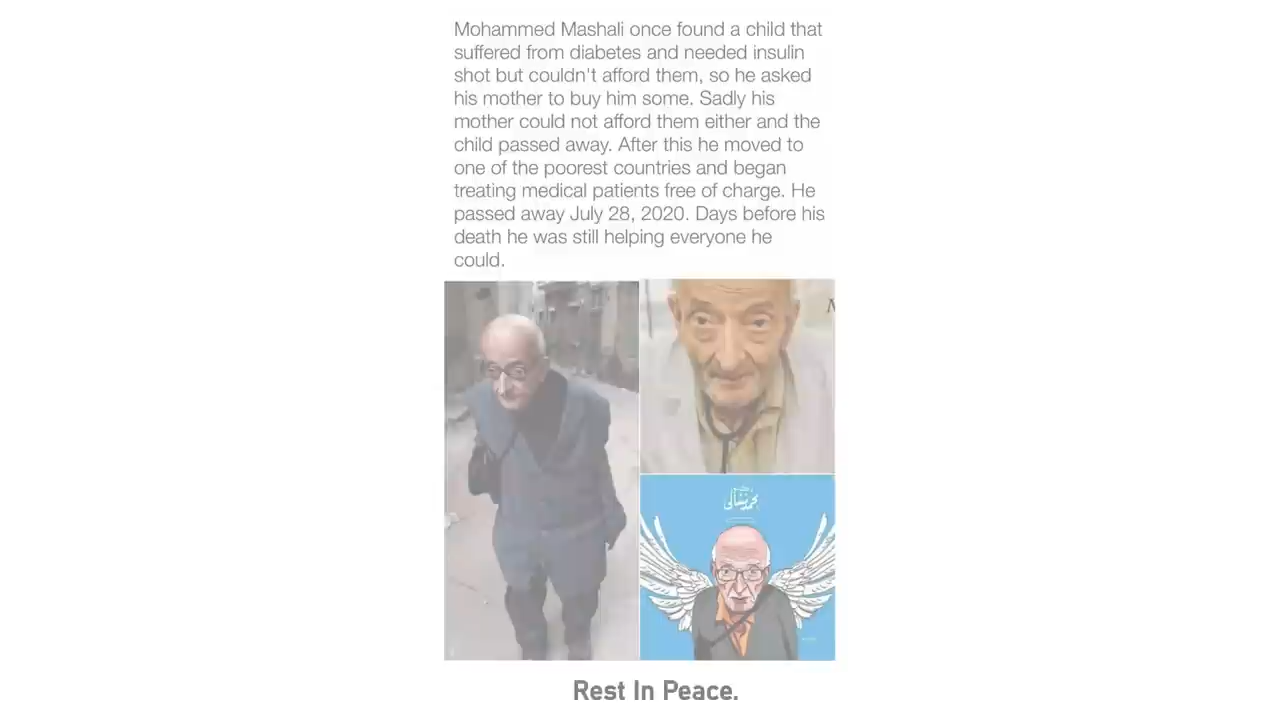 Mohammed Mashali once found a child that
suffered from diabetes and needed insulin
shot but couldn't afford them, so he asked
his mother to buy him some. Sadly his
mother could not afford them either and the
child passed away. After this he moved to
one of the poorest countries and began
treating medical patients free of charge. He
passed away July 28, 2020. Days before his
death he was still helping everyone he
could.
محمد مشالي
Rest In Peace.